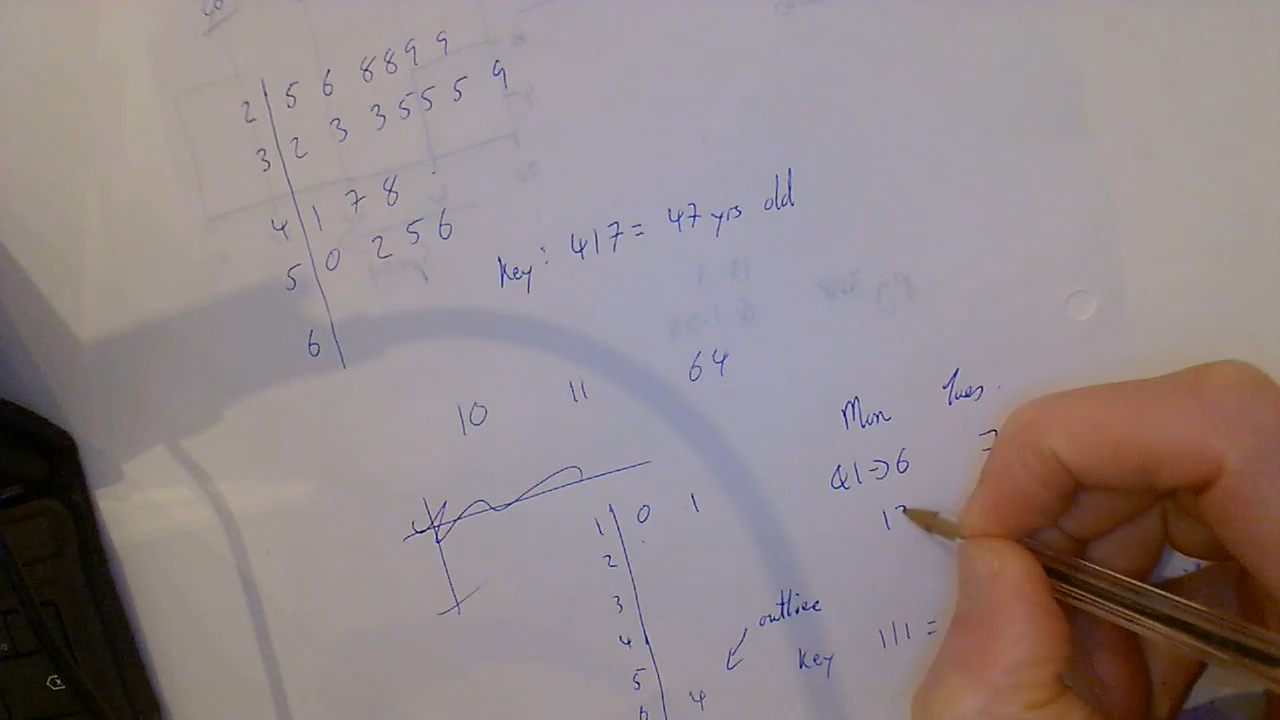 2 | 5 6 8 8 9 9
3 | 2 3 3 5 5 5 9
4 | 1 7 8
5 | 0 2 5 6
6 |
Key: 4|7 = 47 yrs old
10 11 64
1 | 0 1
2
3
4
5
6 4
outlier
Mon Tues.
Q1->6 7
Key 1|1 =